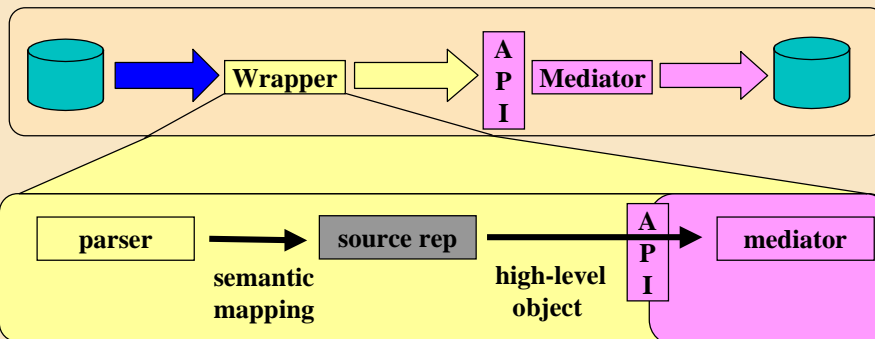 A
P
I
Wrapper
Mediator
parser
source rep
A
P
I
mediator
semantic
mapping
high-level
object